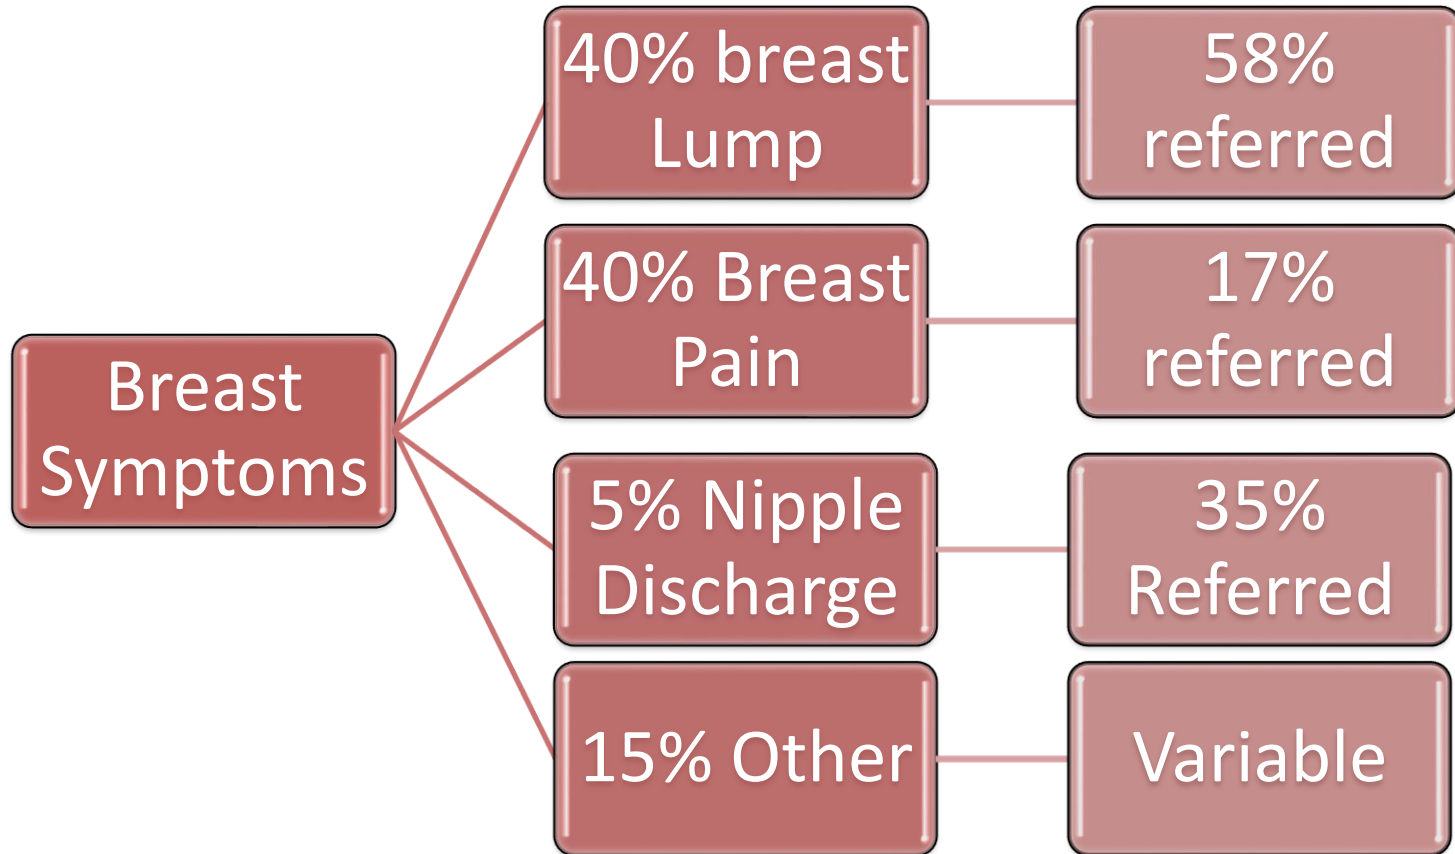 Breast
Symptoms
40% breast
Lump
58%
referred
40% Breast
Pain
17%
referred
5% Nipple
Discharge
35%
Referred
15% Other
Variable